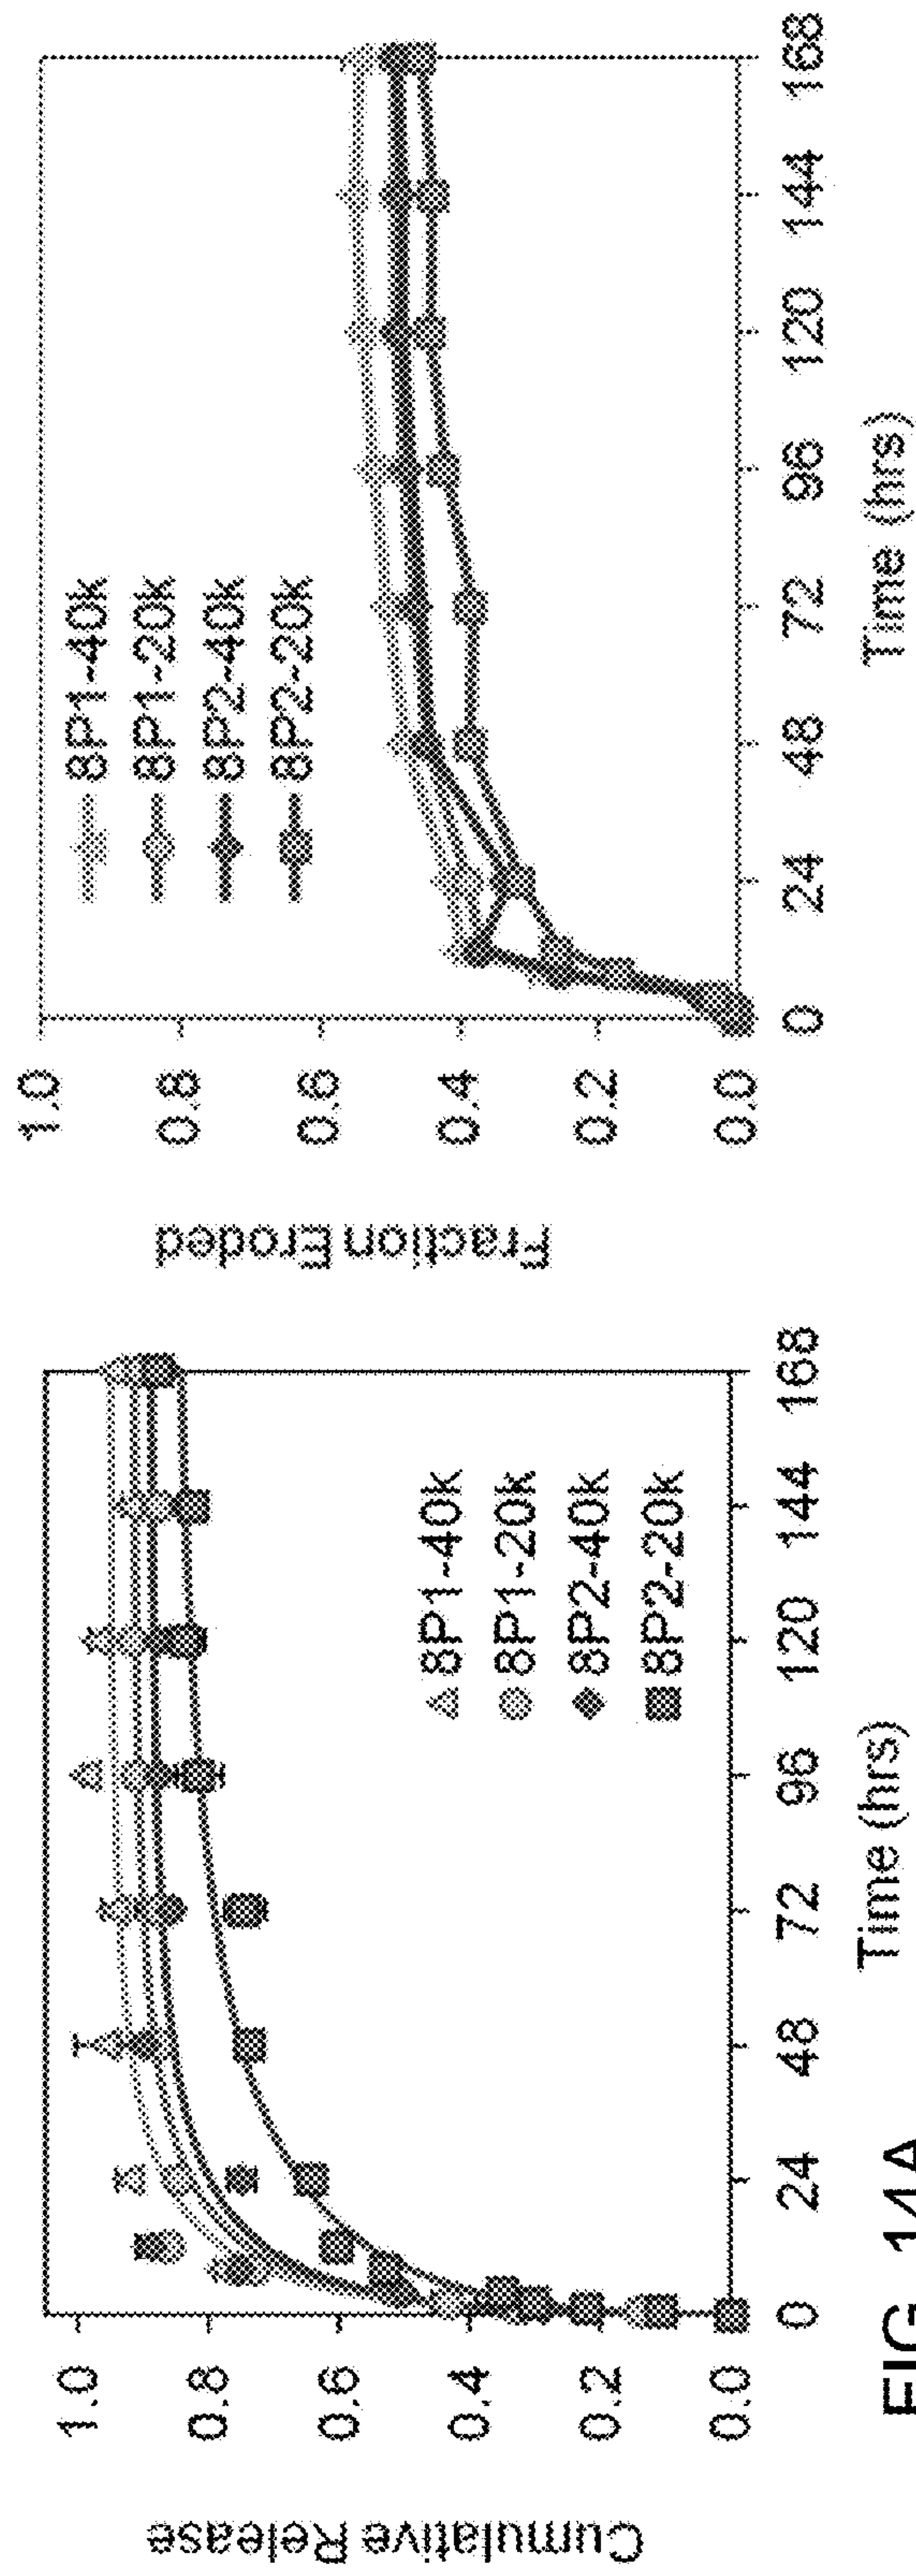 Cumulative Release
1.0
0.8
0.6
0.4
0.2
0.0
0 24 48 72 96 120 144 168
Time (hrs)
8P1-40k
8P1-20k
8P2-40k
8P2-20k
Fraction Eroded
1.0
0.8
0.6
0.4
0.2
0.0
0 24 48 72 96 120 144 168
Time (hrs)
8P1-40k
8P1-20k
8P2-40k
8P2-20k
FIG. 14A